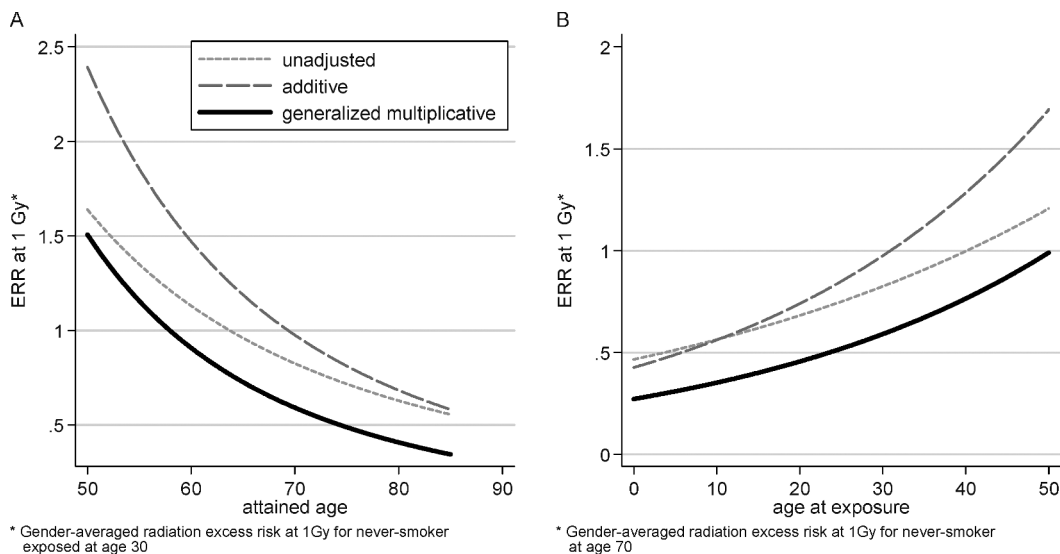 A
2.5
2
1.5
1
.5
50
60
70
80
90
ERR at 1 Gy*
attained age
unadjusted
additive
generalized multiplicative
* Gender-averaged radiation excess risk at 1Gy for never-smoker
exposed at age 30
B
2
1.5
1
.5
0
0
10
20
30
40
50
ERR at 1 Gy*
age at exposure
* Gender-averaged radiation excess risk at 1Gy for never-smoker
at age 70